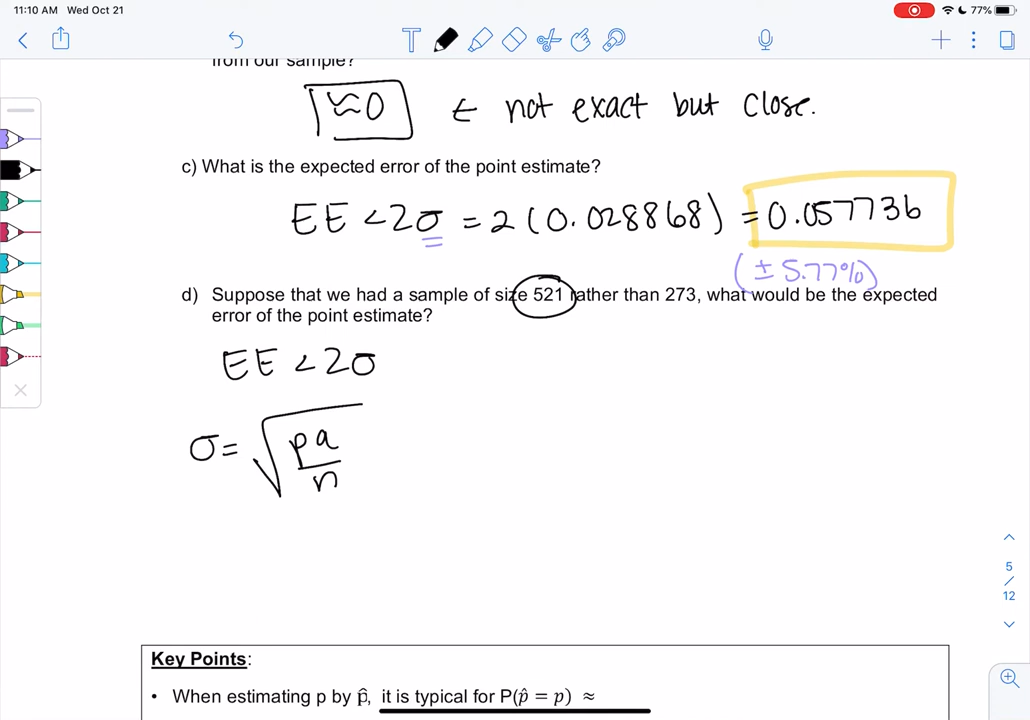 11:10 AM Wed Oct 21
77%
T
from our sample?
≈0 ← not exact but close.
c) What is the expected error of the point estimate?
EE < 2σ = 2 (0.028868) = 0.057736
(± 5.77%)
d) Suppose that we had a sample of size 521 rather than 273, what would be the expected
error of the point estimate?
EE < 2σ
σ = √(pq/n)
5
/
12
Key Points:
• When estimating p by p̂, it is typical for P(p̂ = p) ≈